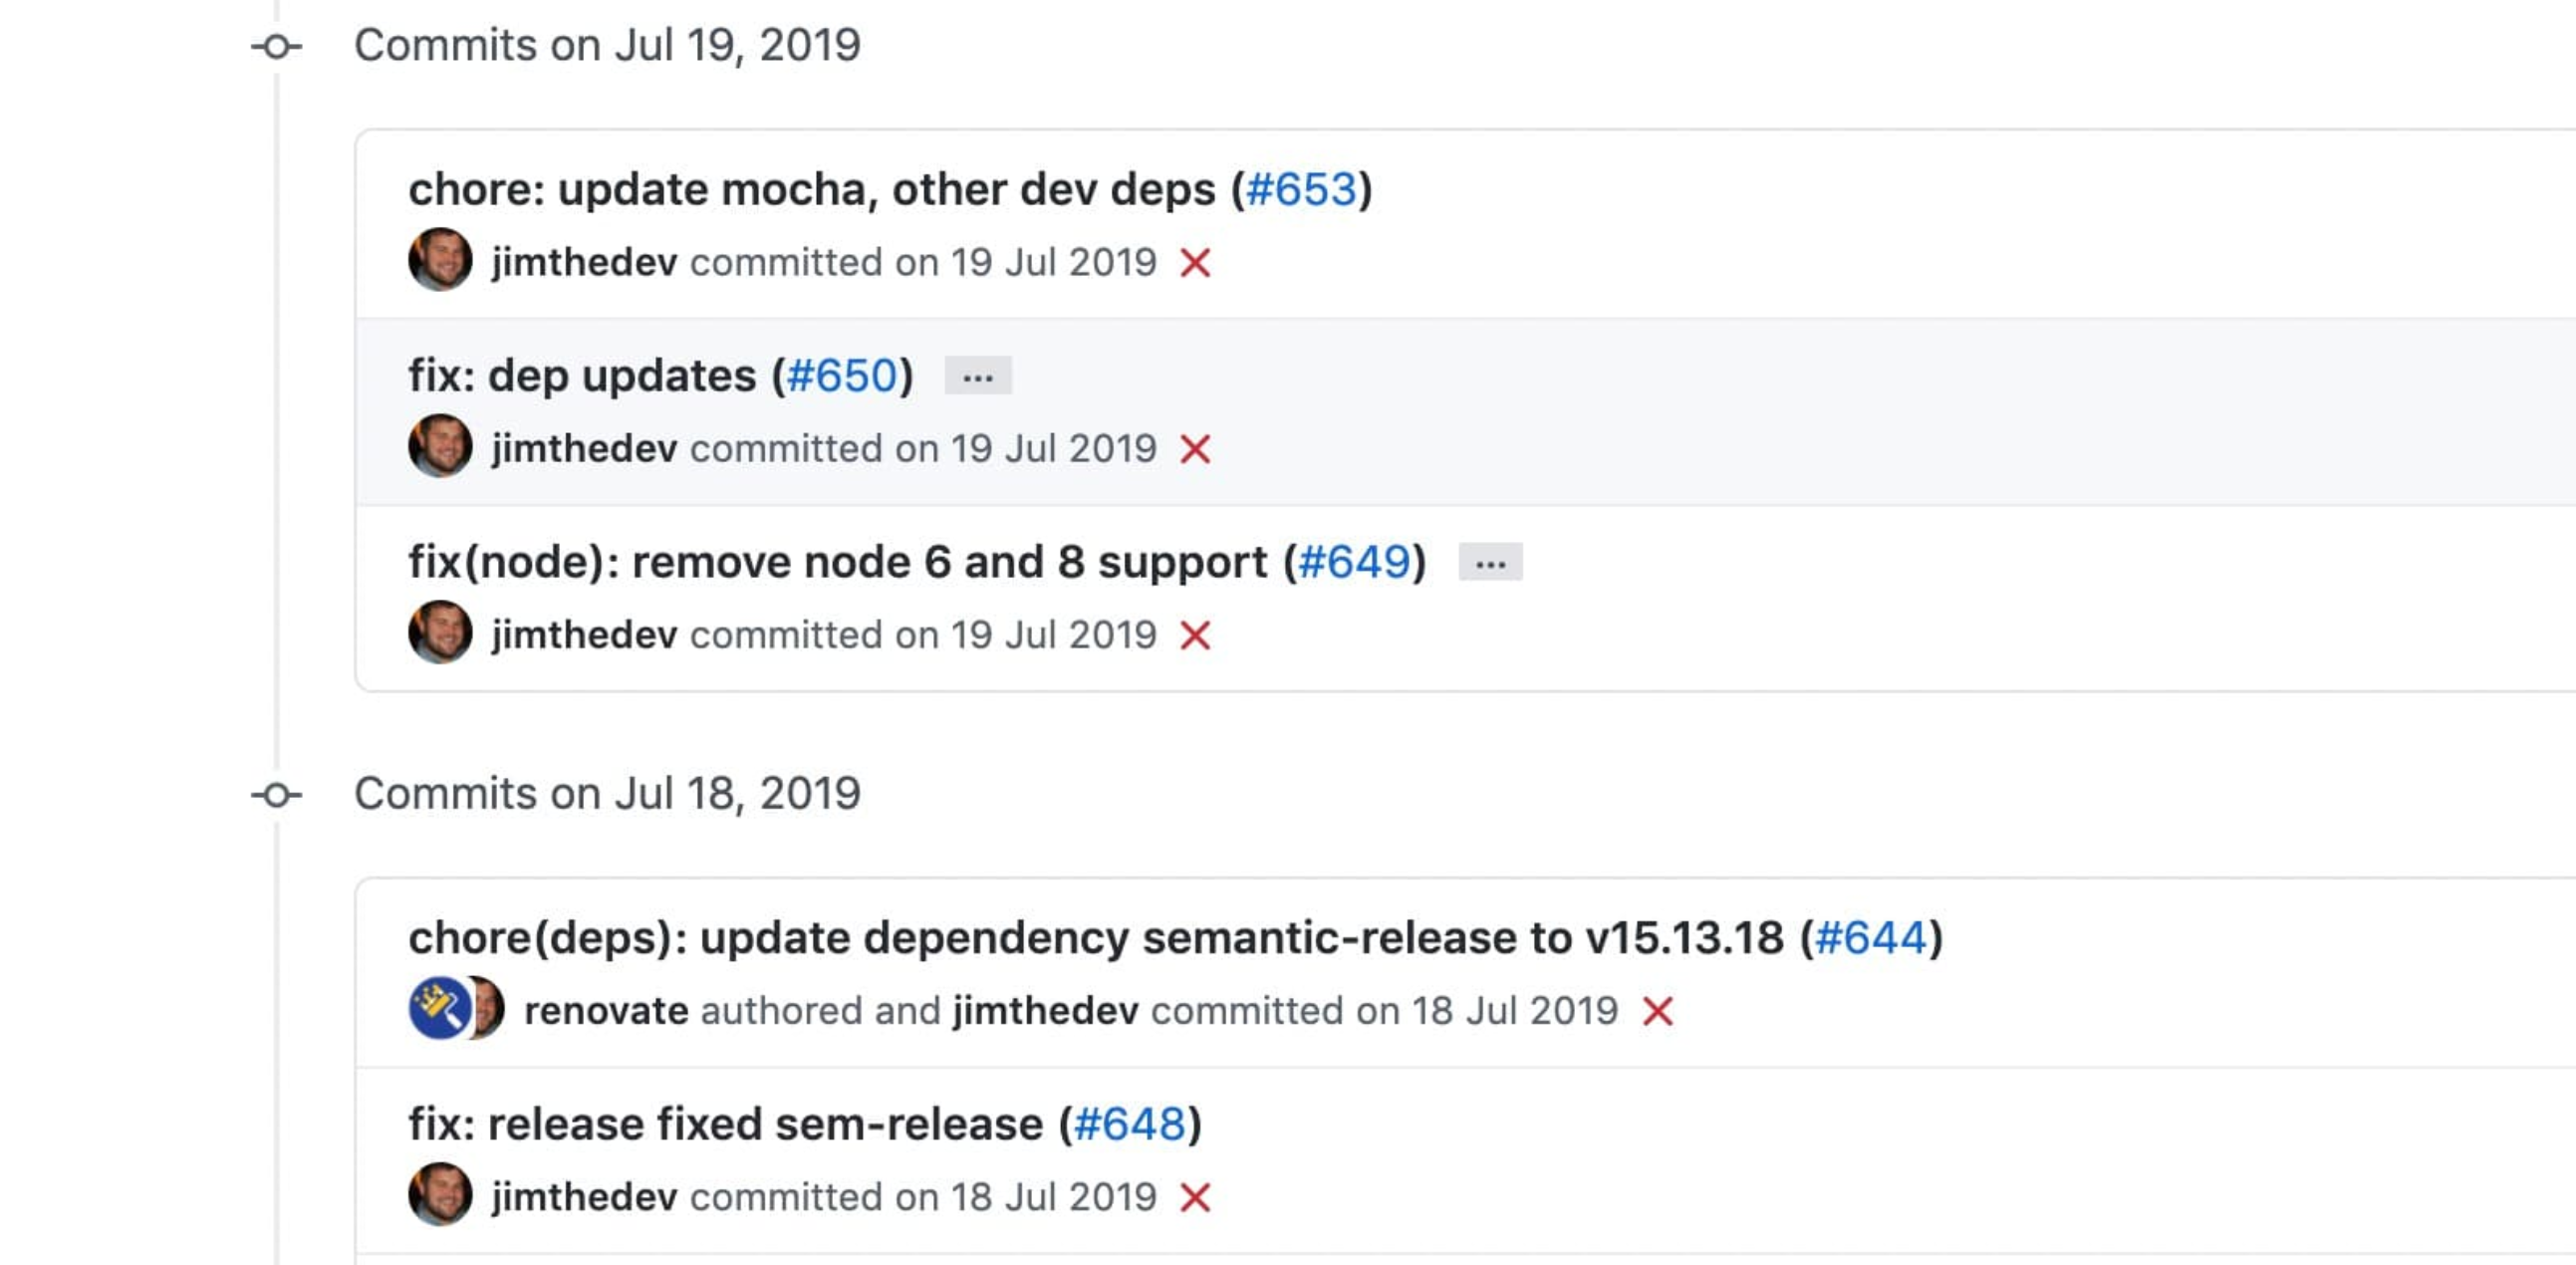 Commits on Jul 19, 2019
chore: update mocha, other dev deps (#653)
jimthedev committed on 19 Jul 2019
fix: dep updates (#650) ...
jimthedev committed on 19 Jul 2019
fix(node): remove node 6 and 8 support (#649) ...
jimthedev committed on 19 Jul 2019
Commits on Jul 18, 2019
chore(deps): update dependency semantic-release to v15.13.18 (#644)
renovate authored and jimthedev committed on 18 Jul 2019
fix: release fixed sem-release (#648)
jimthedev committed on 18 Jul 2019